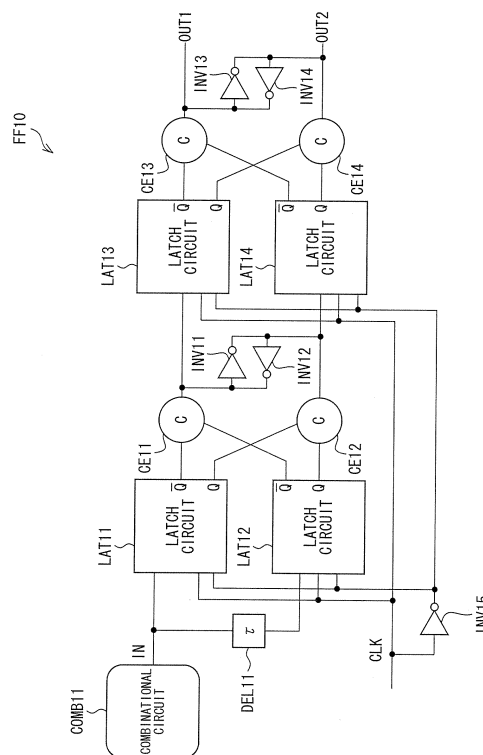 FF10
COMB11
COMBINATIONAL
CIRCUIT
IN
DEL11
τ
LAT11
LATCH
CIRCUIT
Q̅
Q
LAT12
LATCH
CIRCUIT
Q̅
Q
CE11
C
CE12
C
INV11
INV12
LAT13
LATCH
CIRCUIT
Q̅
Q
LAT14
LATCH
CIRCUIT
Q̅
Q
CE13
C
CE14
C
INV13
INV14
OUT1
OUT2
CLK
INV15